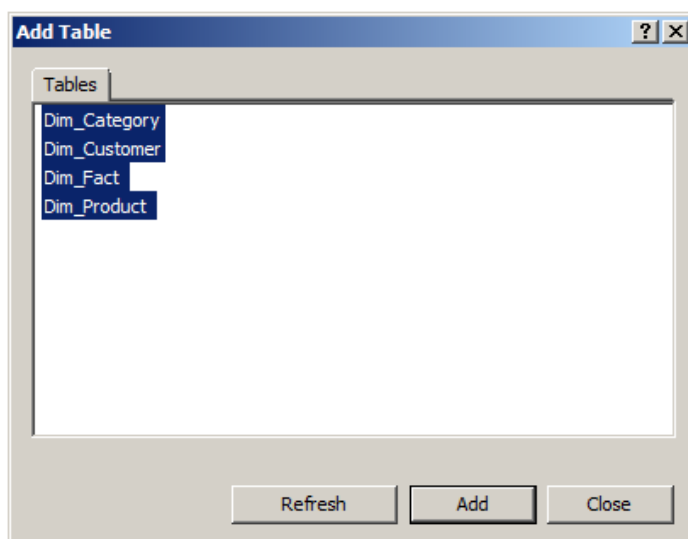 Add Table
Tables
Dim_Category
Dim_Customer
Dim_Fact
Dim_Product
Refresh Add Close